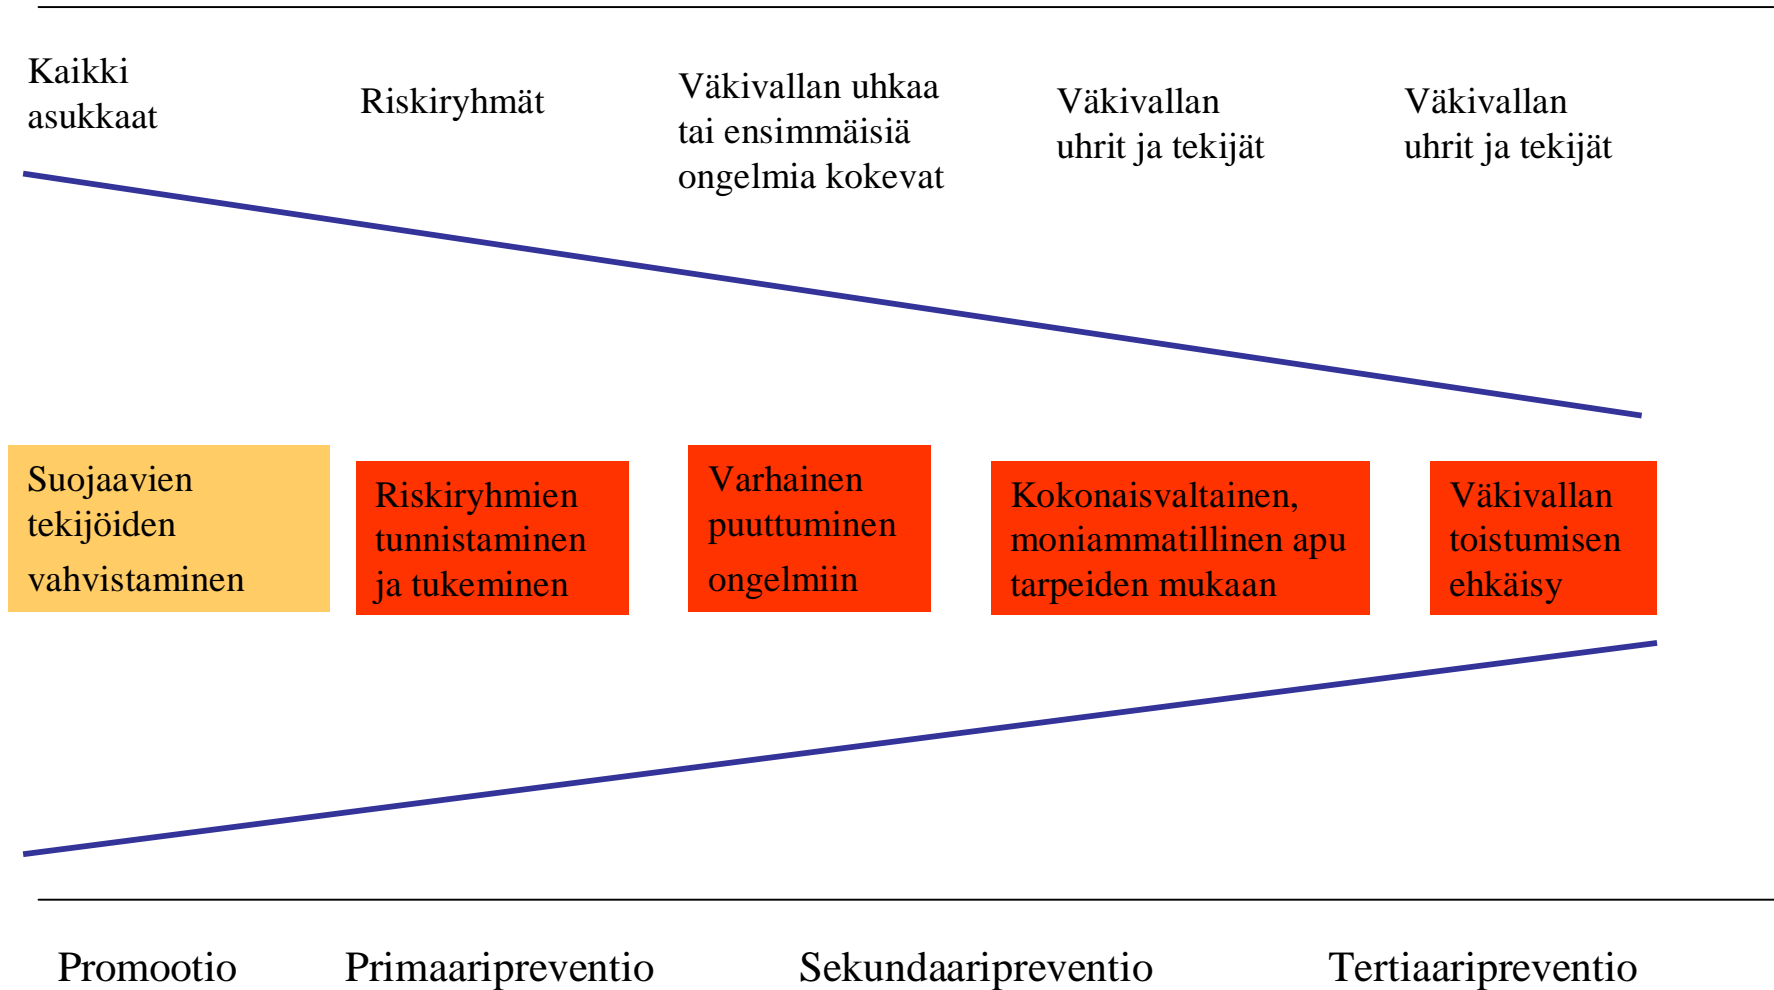 Kaikki
asukkaat
Riskiryhmät
Väkivallan uhkaa
tai ensimmäisiä
ongelmia kokevat
Väkivallan
uhrit ja tekijät
Väkivallan
uhrit ja tekijät
Suojaavien
tekijöiden
vahvistaminen
Riskiryhmien
tunnistaminen
ja tukeminen
Varhainen
puuttuminen
ongelmiin
Kokonaisvaltainen,
moniammatillinen apu
tarpeiden mukaan
Väkivallan
toistumisen
ehkäisy
Promootio
Primaaripreventio
Sekundaaripreventio
Tertiaaripreventio